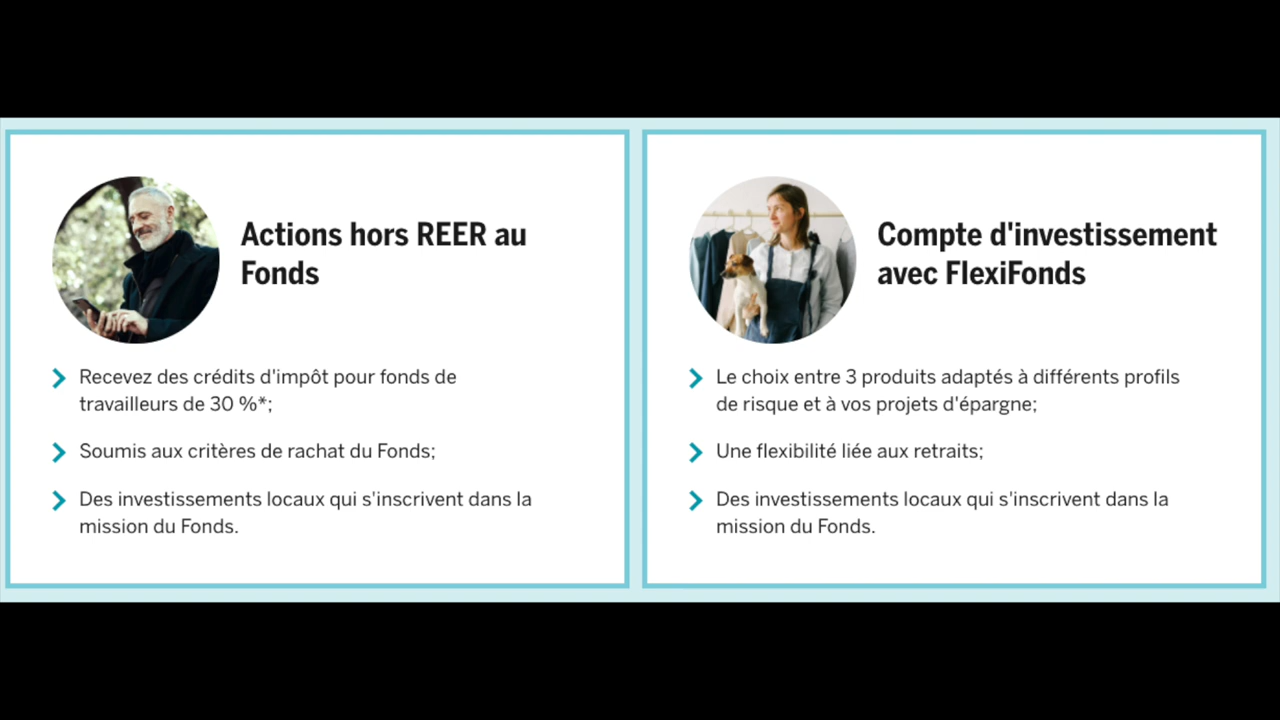 Actions hors REER au
Fonds
Recevez des crédits d'impôt pour fonds de
travailleurs de 30 %*;
Soumis aux critères de rachat du Fonds;
Des investissements locaux qui s'inscrivent dans la
mission du Fonds.
Compte d'investissement
avec FlexiFonds
Le choix entre 3 produits adaptés à différents profils
de risque et à vos projets d'épargne;
Une flexibilité liée aux retraits;
Des investissements locaux qui s'inscrivent dans la
mission du Fonds.